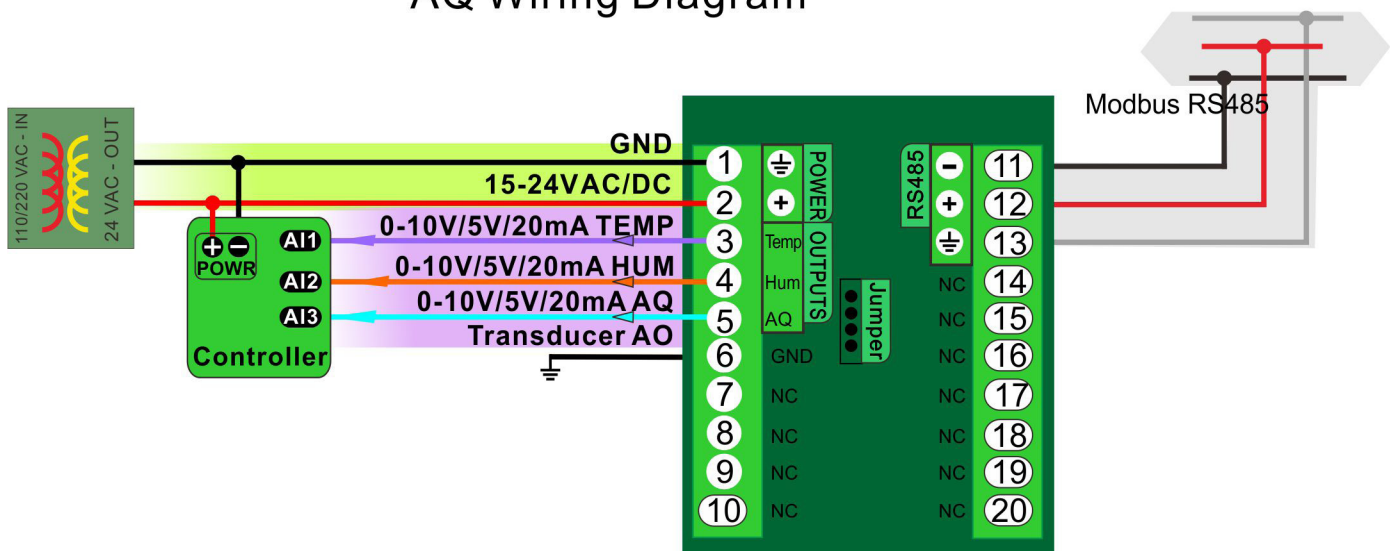 AQ Wiring Diagram
110/220 VAC - IN
24 VAC - OUT
GND
15-24VAC/DC
0-10V/5V/20mA TEMP
0-10V/5V/20mA HUM
0-10V/5V/20mA AQ
Transducer AO
POWR
AI1
AI2
AI3
Controller
1
2
3
4
5
6
7
8
9
10
POWER
+
Temp
Hum
AQ
OUTPUTS
GND
NC
NC
NC
NC
Jumper
RS485
-
+
NC
NC
NC
NC
NC
NC
NC
11
12
13
14
15
16
17
18
19
20
Modbus RS485